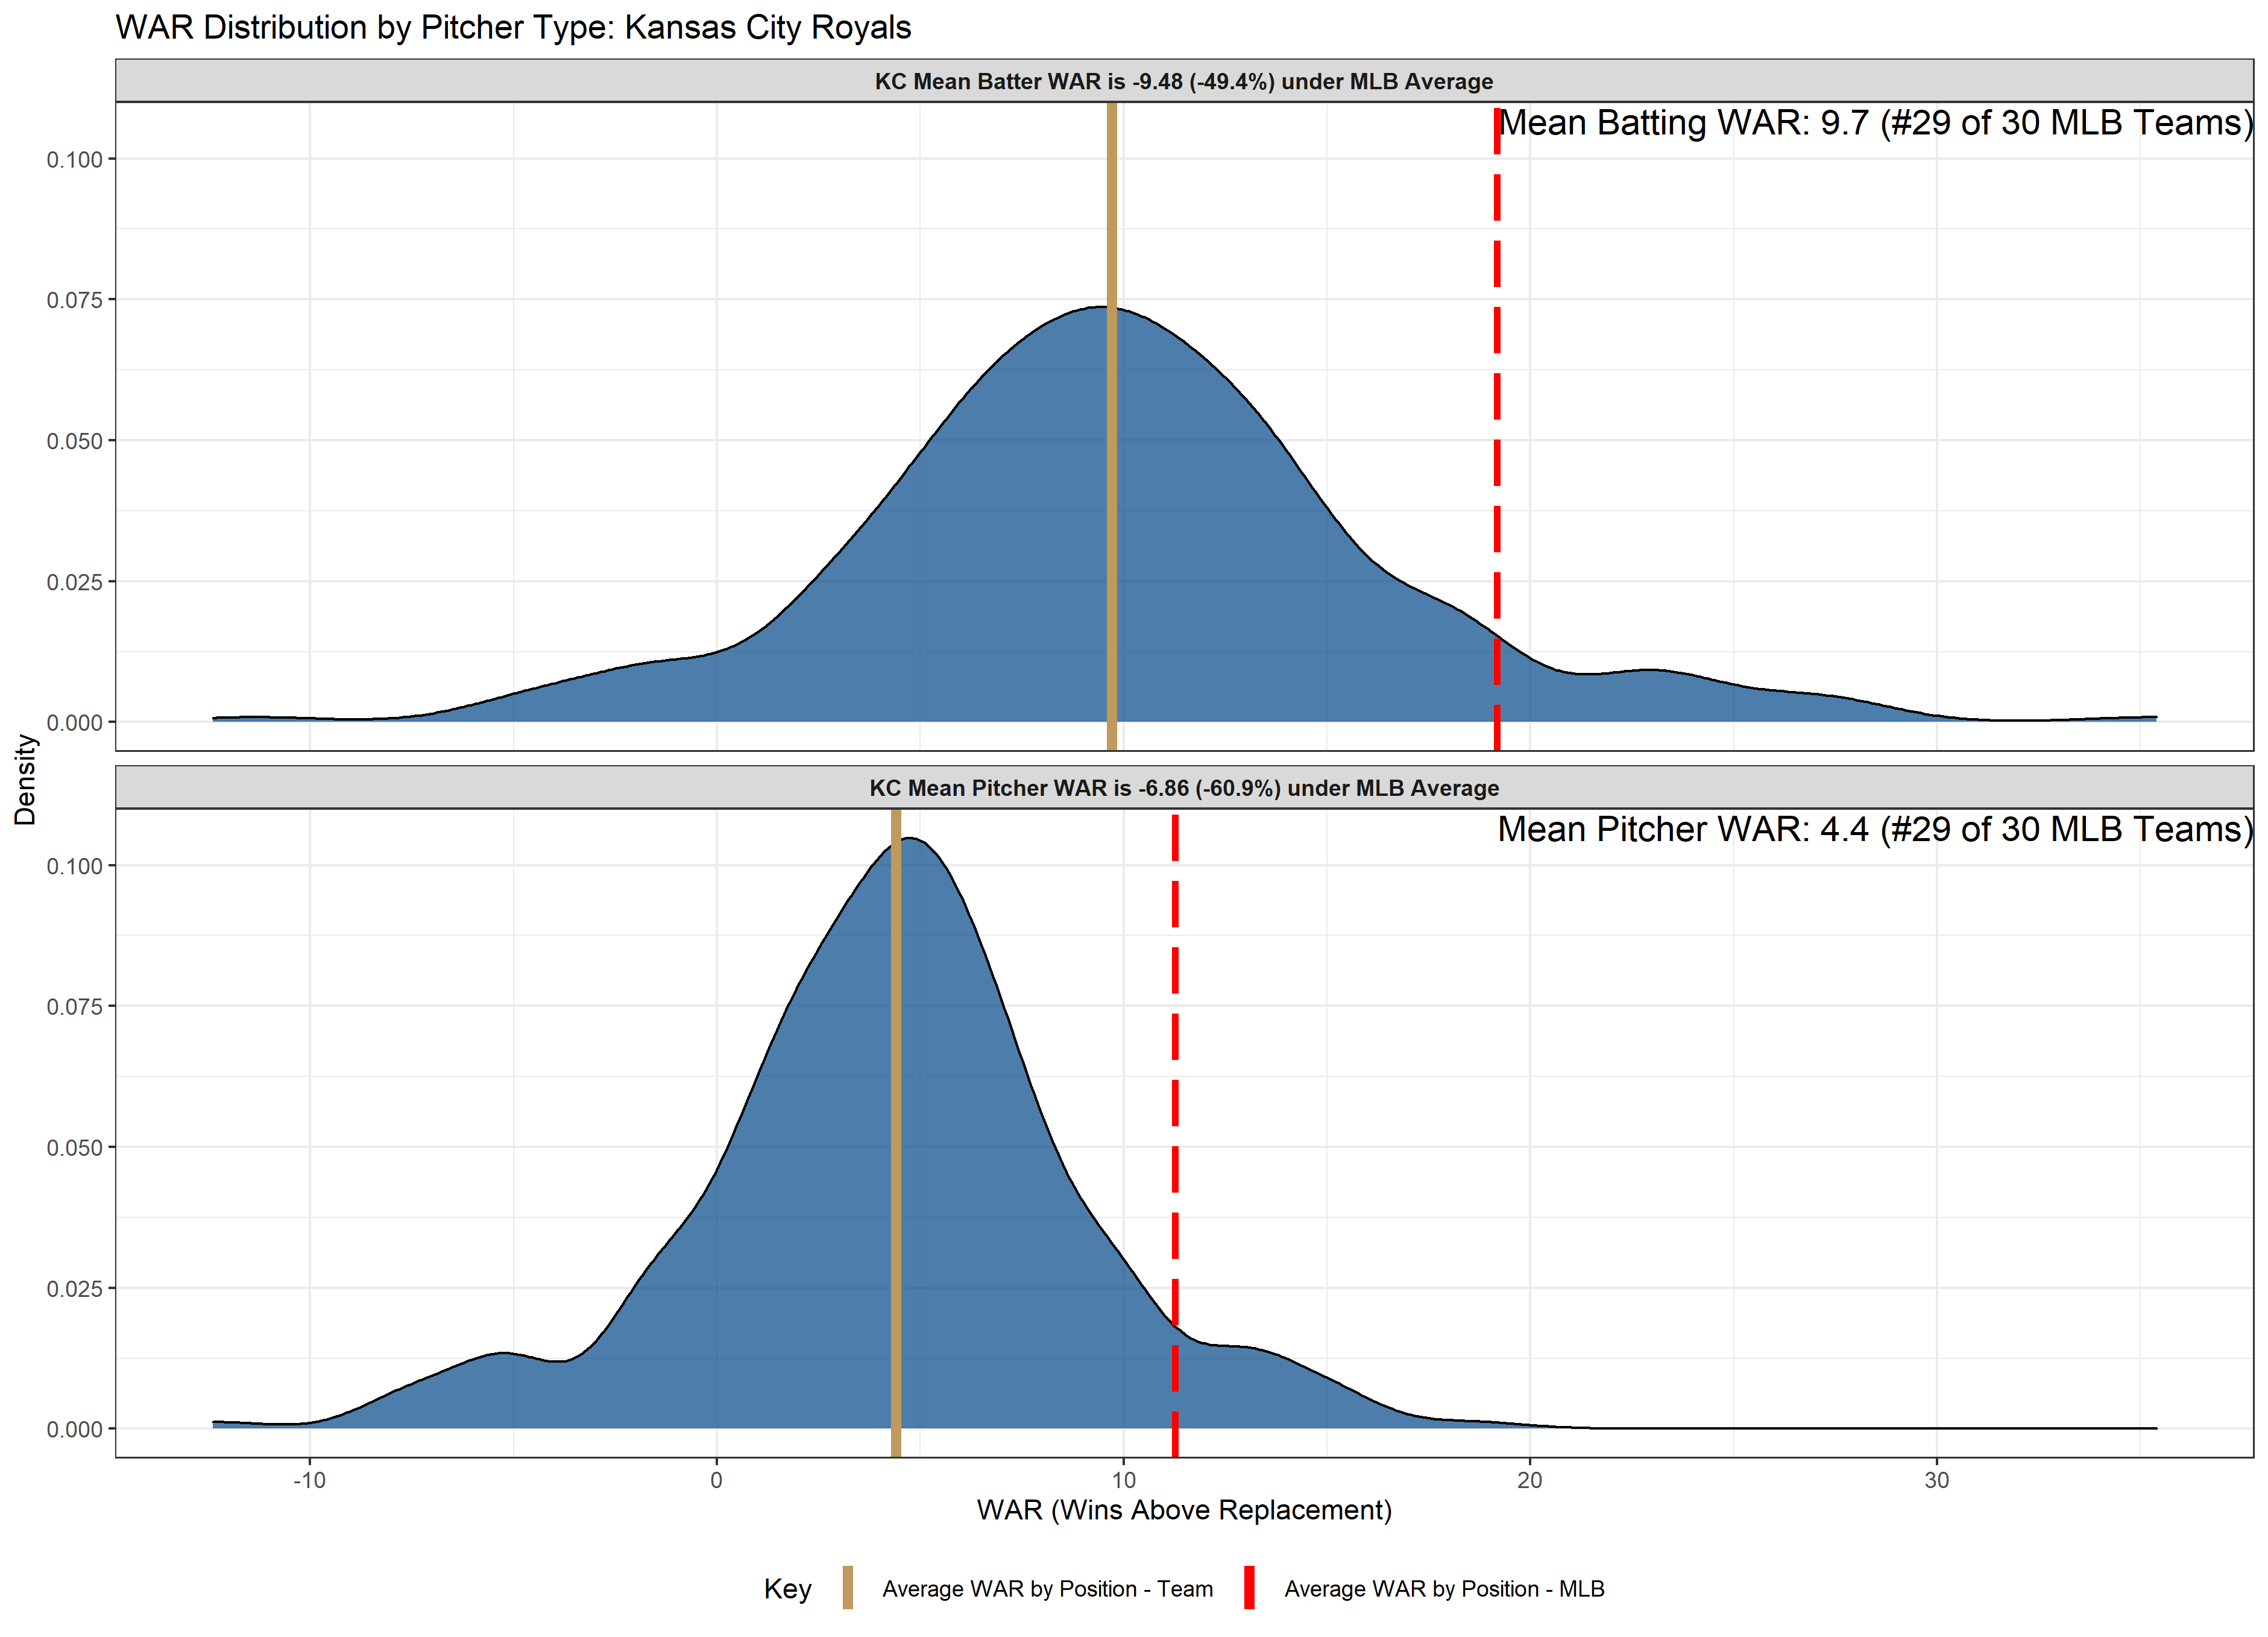 WAR Distribution by Pitcher Type: Kansas City Royals
KC Mean Batter WAR is -9.48 (-49.4%) under MLB Average
Mean Batting WAR: 9.7 (#29 of 30 MLB Teams)
0.100
0.075
0.050
0.025
0.000
Density
KC Mean Pitcher WAR is -6.86 (-60.9%) under MLB Average
Mean Pitcher WAR: 4.4 (#29 of 30 MLB Teams)
0.100
0.075
0.050
0.025
0.000
-10 0 10 20 30
WAR (Wins Above Replacement)
Key Average WAR by Position - Team Average WAR by Position - MLB